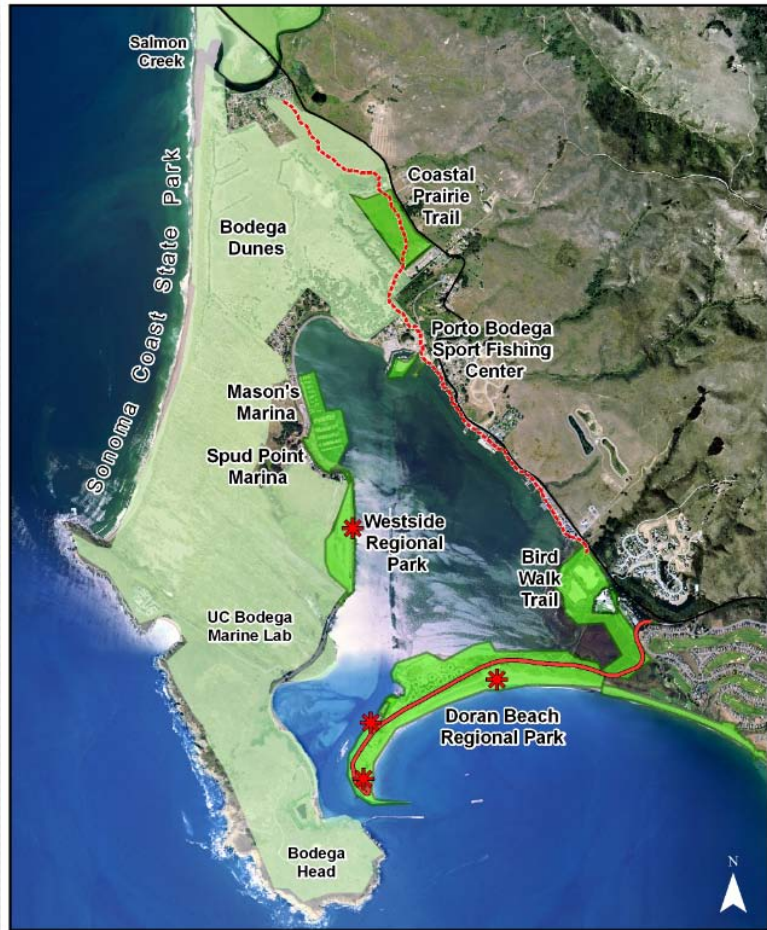 Salmon
Creek
Coastal
Prairie
Trail
Bodega
Dunes
Sonoma Coast State Park
Porto Bodega
Sport Fishing
Center
Mason's
Marina
Spud Point
Marina
Westside
Regional
Park
Bird
Walk
Trail
UC Bodega
Marine Lab
Doran Beach
Regional Park
Bodega
Head
N